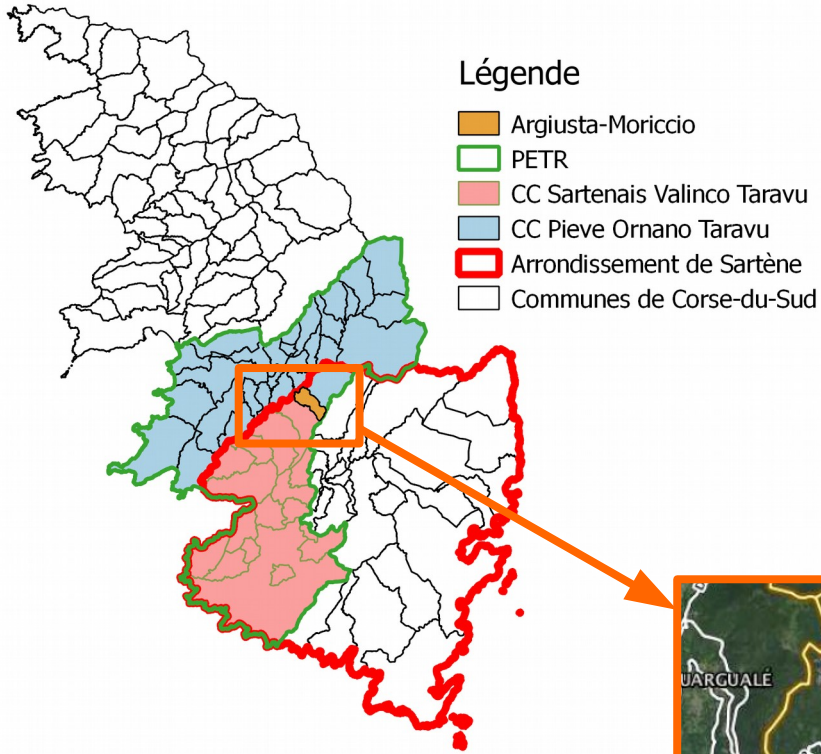 Légende
Argiusta-Moriccio
PETR
CC Sartenais Valinco Taravu
CC Pieve Ornano Taravu
Arrondissement de Sartène
Communes de Corse-du-Sud
UARGUALÉ